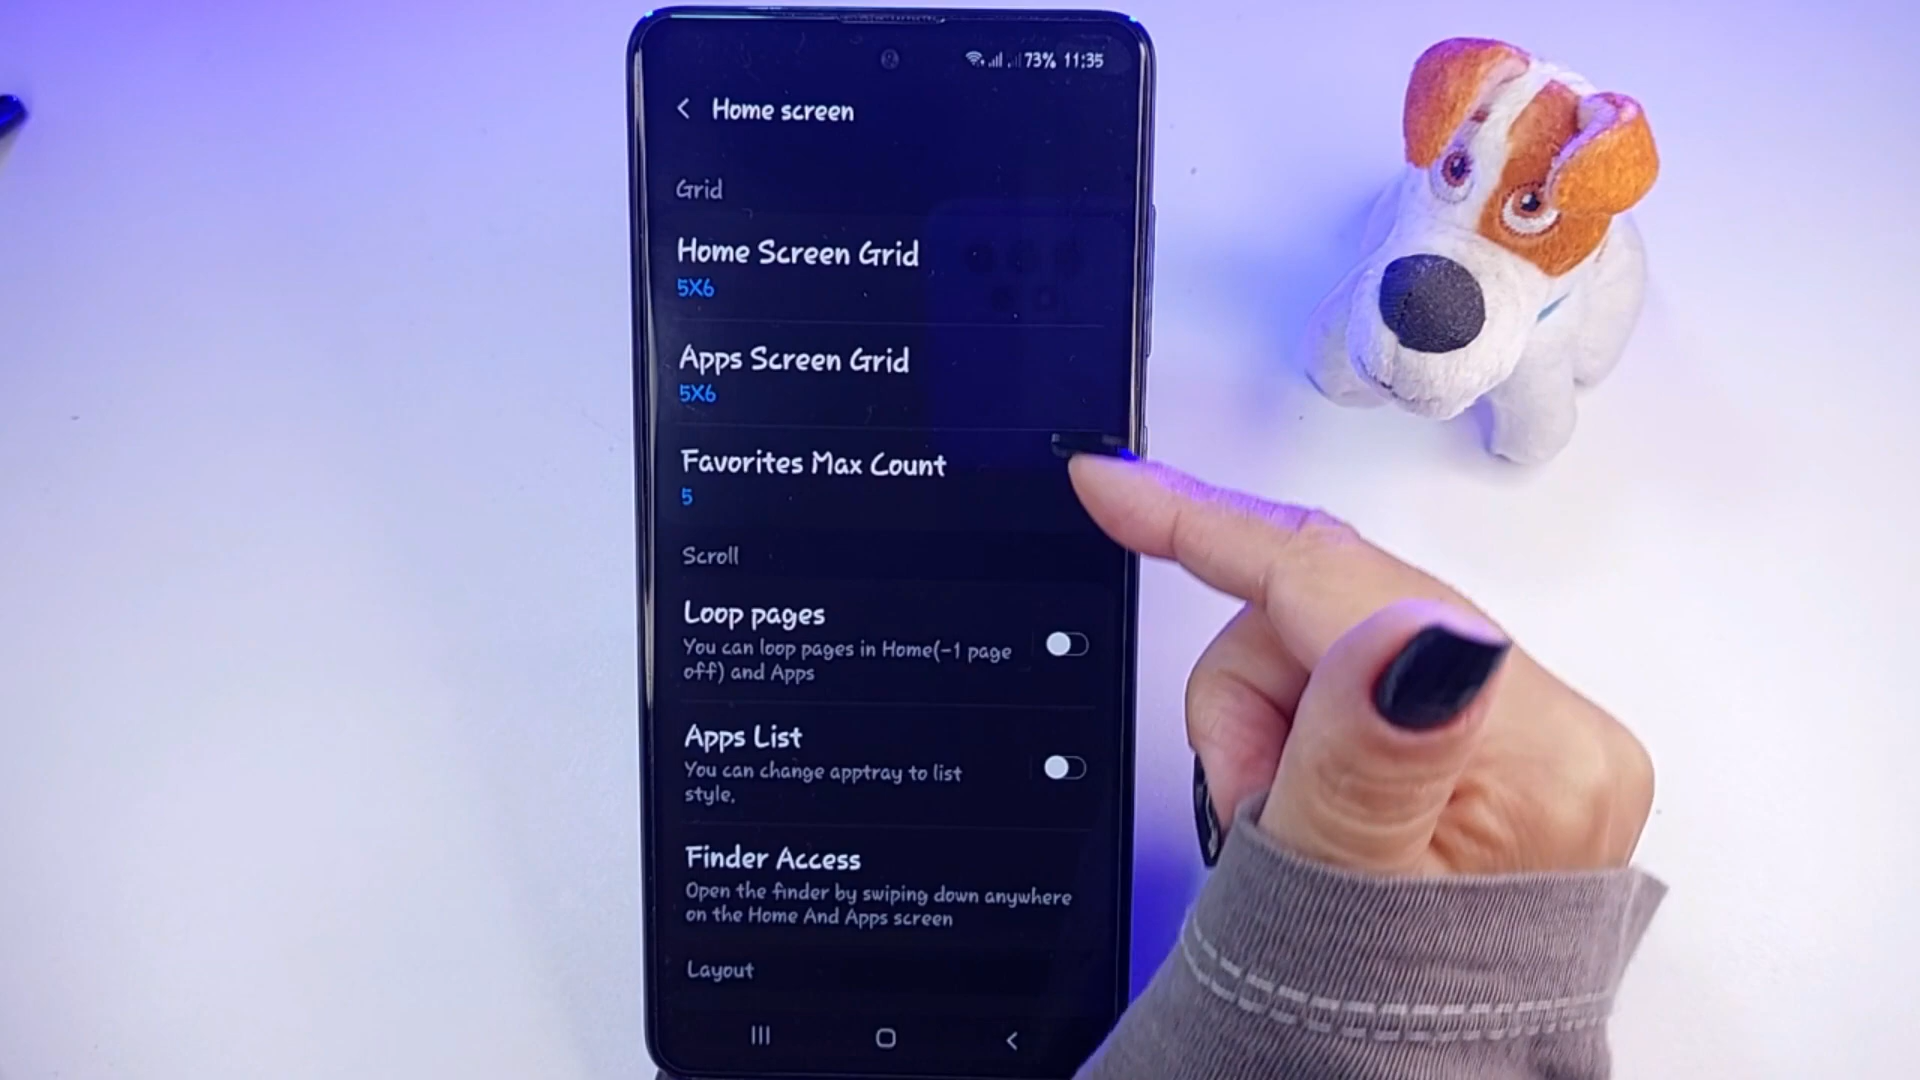 73% 11:35
Home screen
Grid
Home Screen Grid
5X6
Apps Screen Grid
5X6
Favorites Max Count
5
Scroll
Loop pages
You can loop pages in Home(-1 page
off) and Apps
Apps List
You can change apptray to list
style.
Finder Access
Open the finder by swiping down anywhere
on the Home And Apps screen
Layout